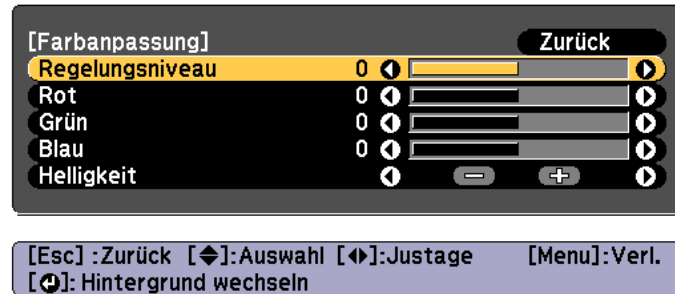 [Farbanpassung] Zurück
Regelungsniveau 0
Rot 0
Grün 0
Blau 0
Helligkeit
[Esc] :Zurück [◆]:Auswahl [◆]:Justage [Menu]:Verl.
[↵]: Hintergrund wechseln